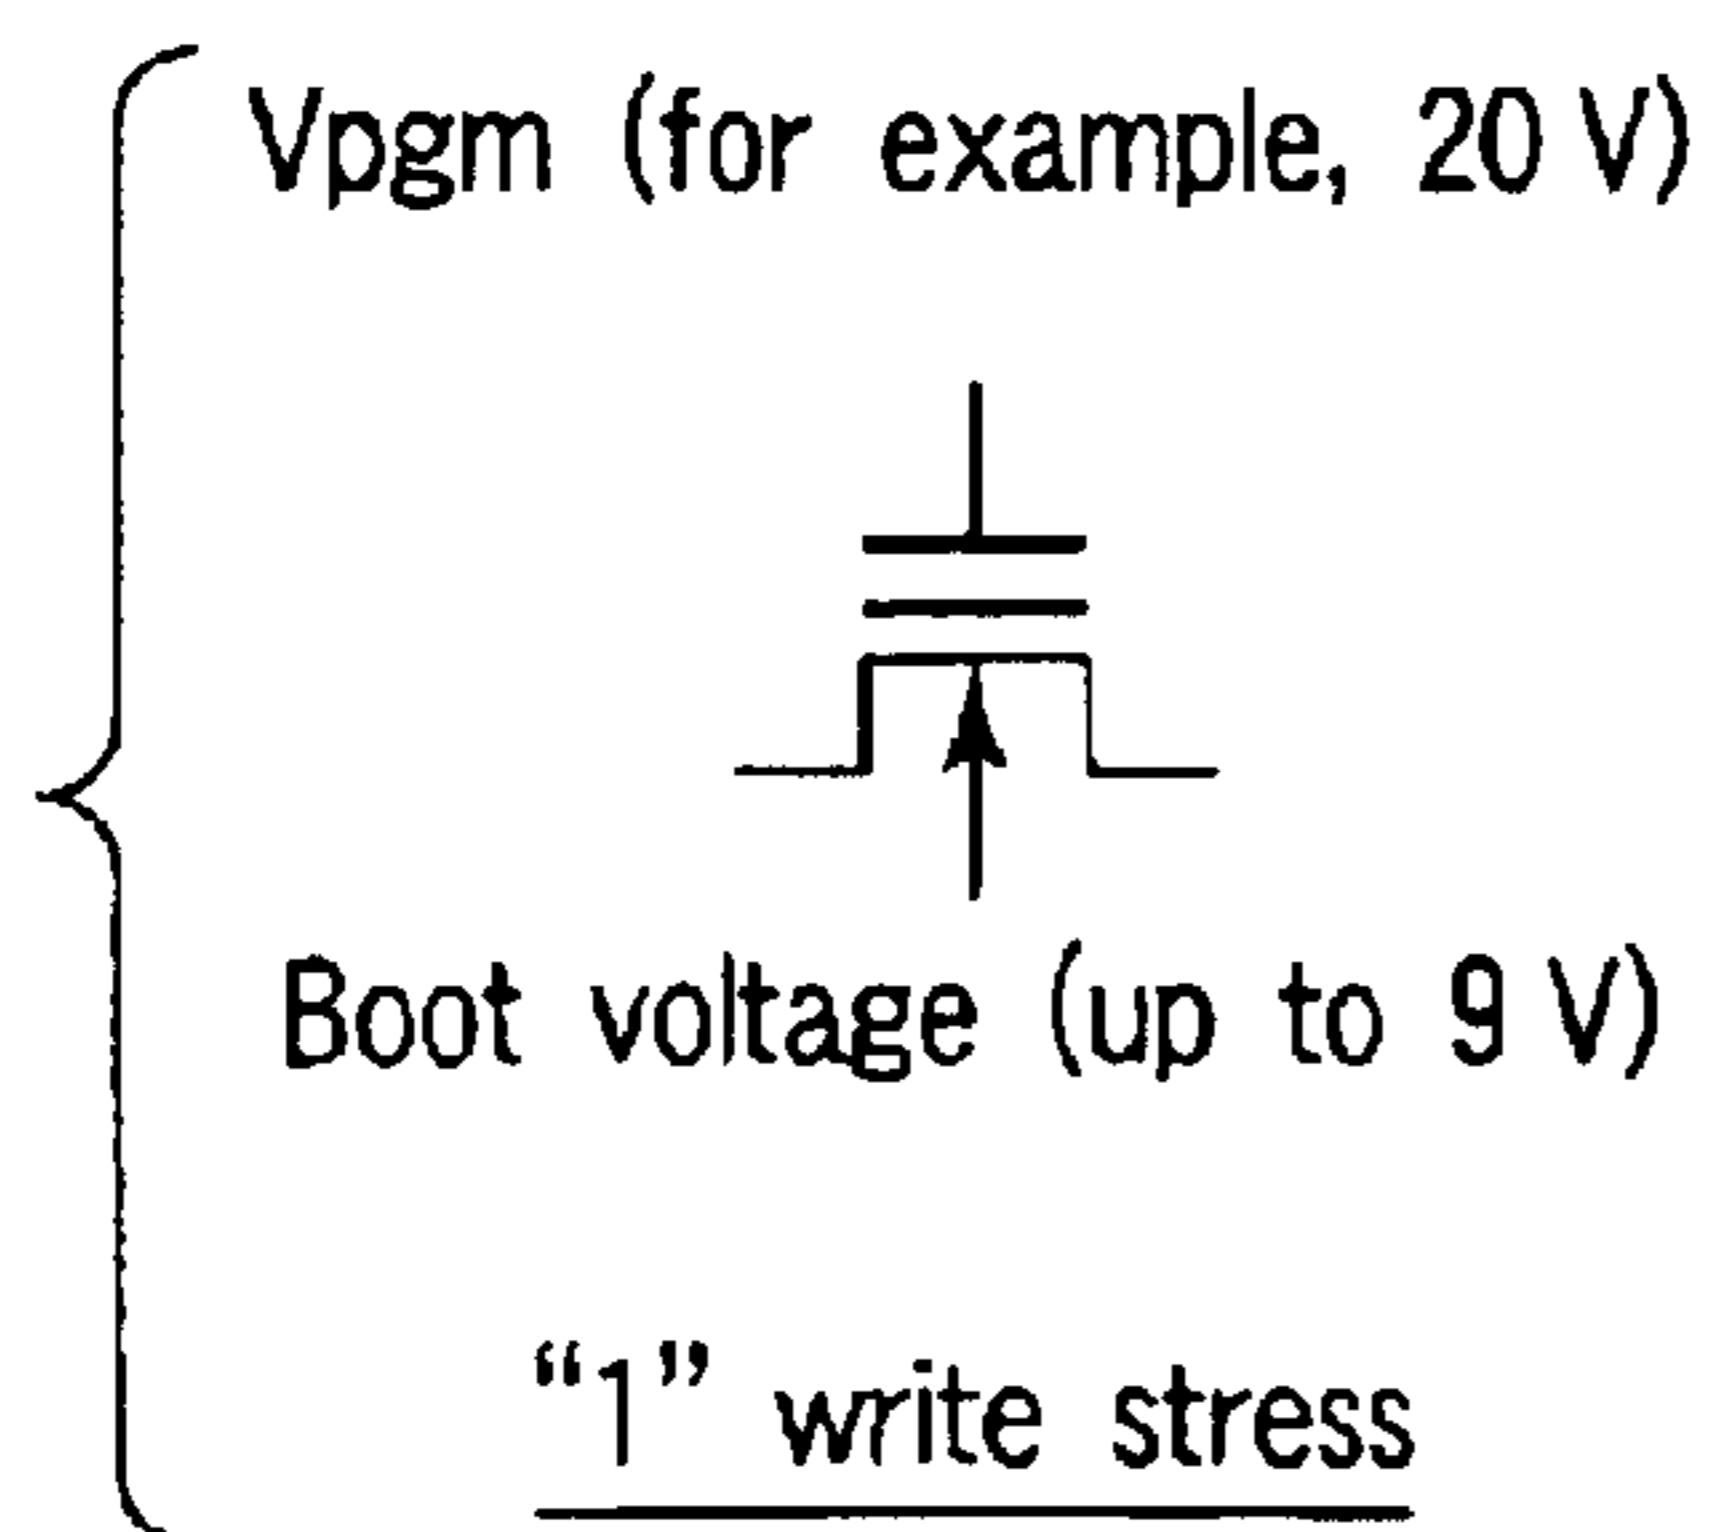 Vpgm (for example, 20 V)
Boot voltage (up to 9 V)
“1” write stress